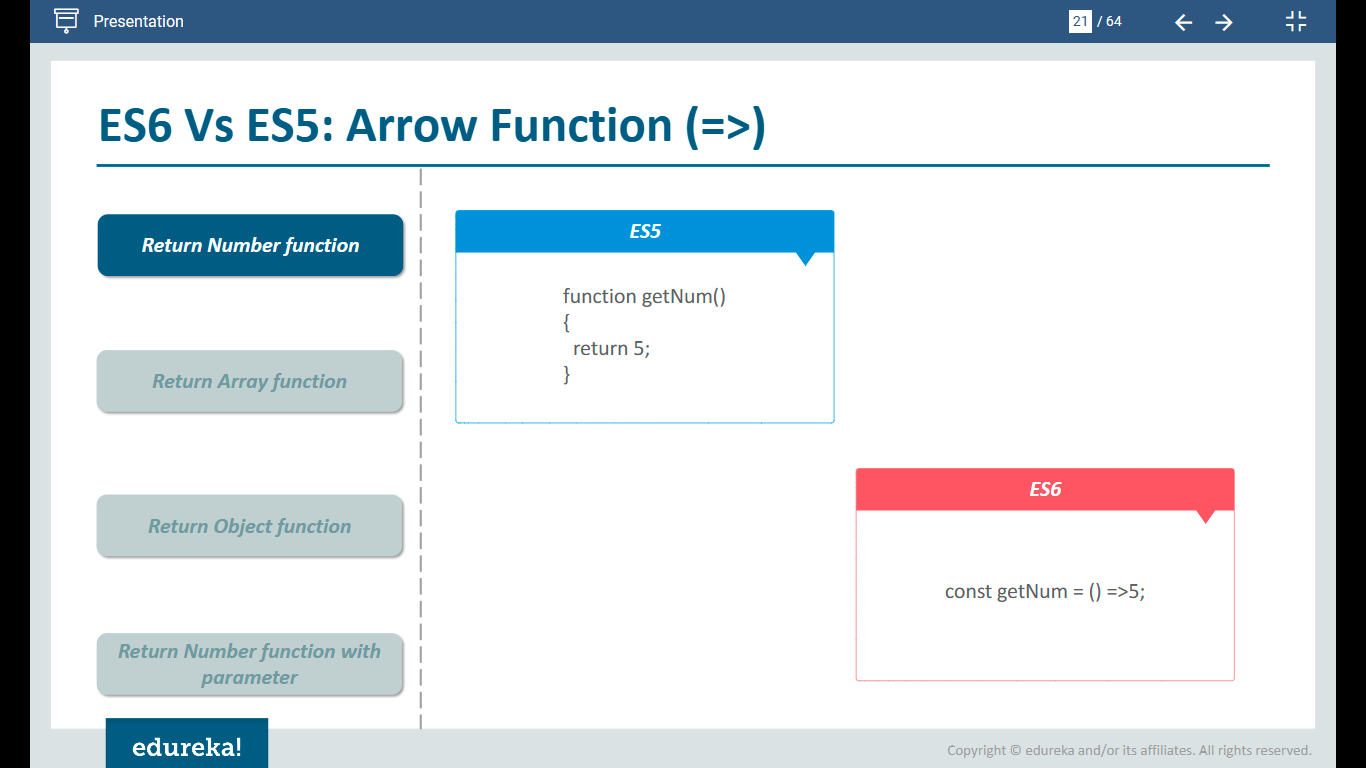 Presentation
21 / 64
ES6 Vs ES5: Arrow Function (=>)
Return Number function
Return Array function
Return Object function
Return Number function with
parameter
ES5
function getNum()
{
return 5;
}
ES6
const getNum = () =>5;
edureka!
Copyright © edureka and/or its affiliates. All rights reserved.